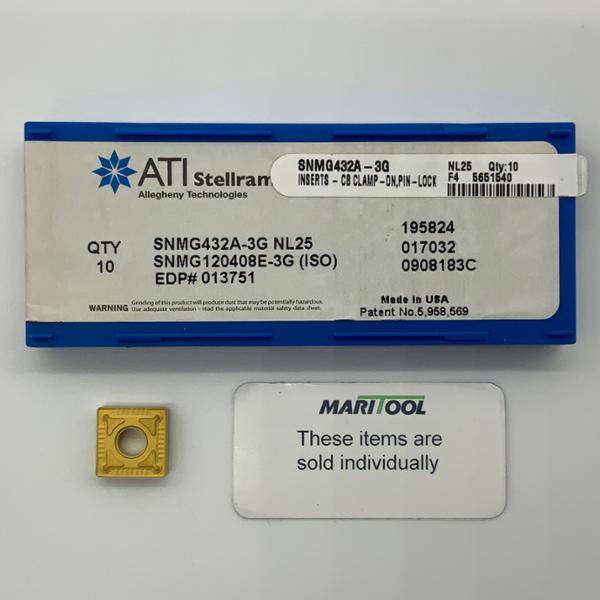 ATI Stellram
Allegheny Technologies
SNMG432A-3G
INSERTS - CB CLAMP-ON,PIN-LOCK
NL25 Qty:10
F4 5651540
QTY
10
SNMG432A-3G NL25
SNMG120408E-3G (ISO)
EDP# 013751
195824
017032
0908183C
WARNING Grinding of this product will produce dust that may be potentially hazardous.
Use adequate ventilation - read the applicable material safety data sheet.
Made in USA
Patent No.5,958,569
MARITOOL
These items are
sold individually